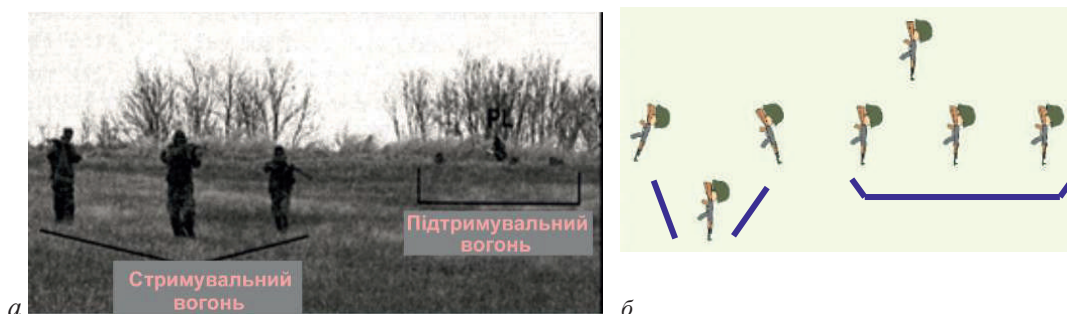 PL
Підтримувальний
вогонь
Стримувальний
вогонь
а
б